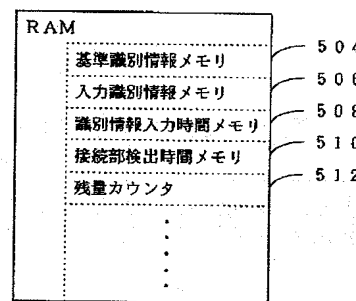 RAM
基準識別情報メモリ 504
入力識別情報メモリ 506
識別情報入力時間メモリ 508
接続部検出時間メモリ 510
残量カウンタ 512